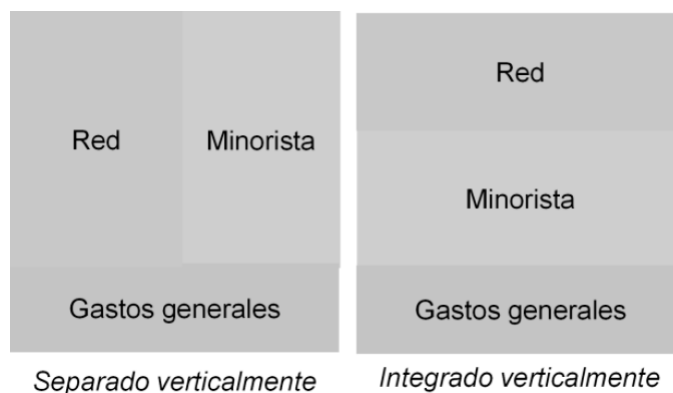 Red
Minorista
Gastos generales
Separado verticalmente
Red
Minorista
Gastos generales
Integrado verticalmente